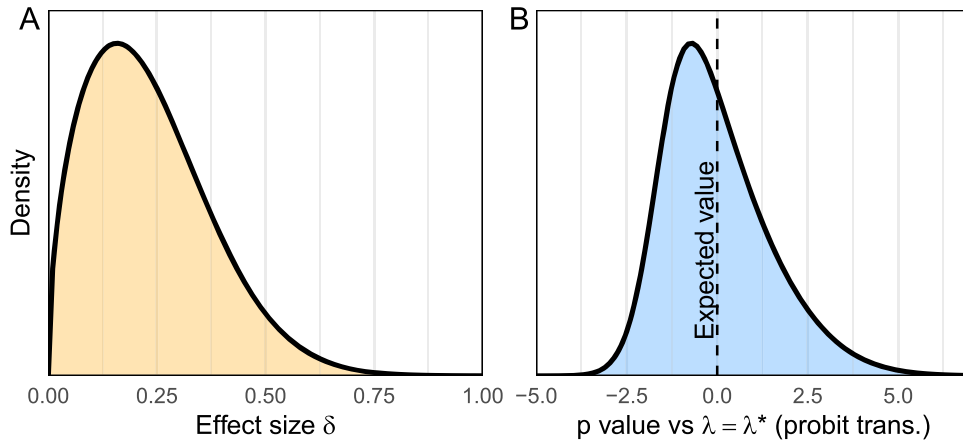 A
Density
0.00 0.25 0.50 0.75 1.00
Effect size δ
B
Expected value
−5.0 −2.5 0.0 2.5 5.0
p value vs λ = λ* (probit trans.)